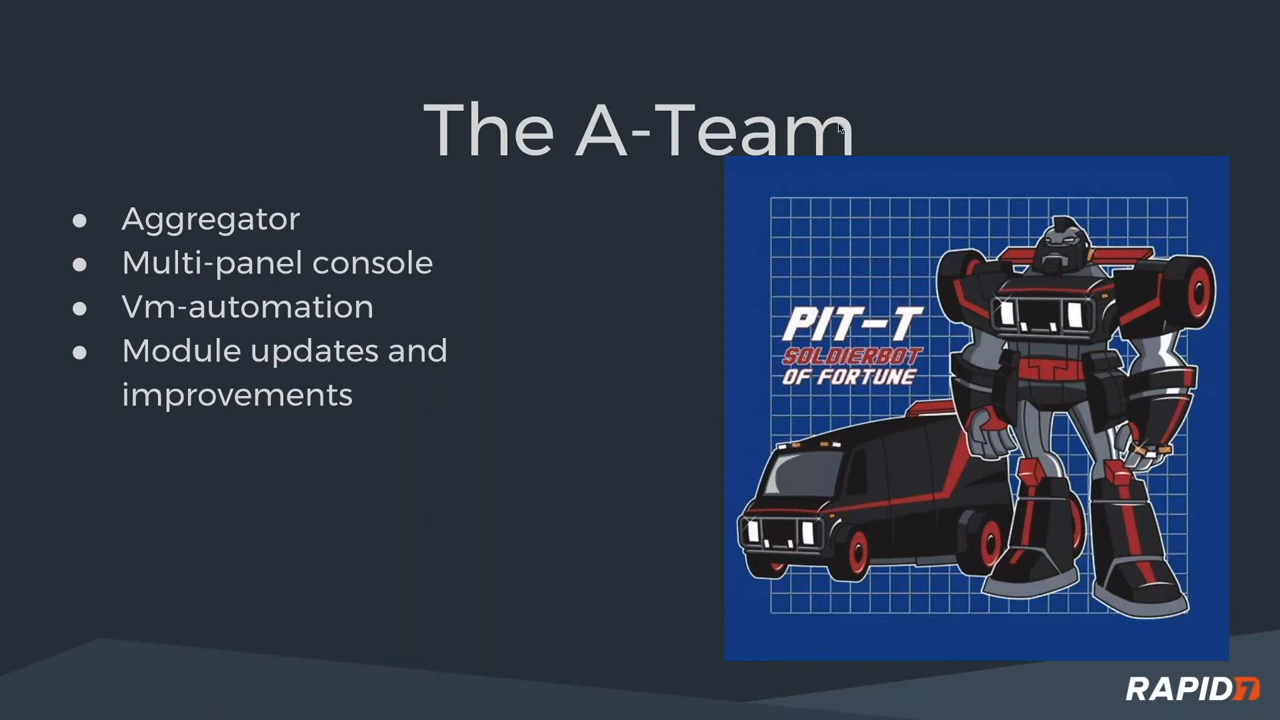 The A-Team
● Aggregator
● Multi-panel console
● Vm-automation
● Module updates and
improvements
PIT-T
SOLDIERBOT
OF FORTUNE
RAPID7